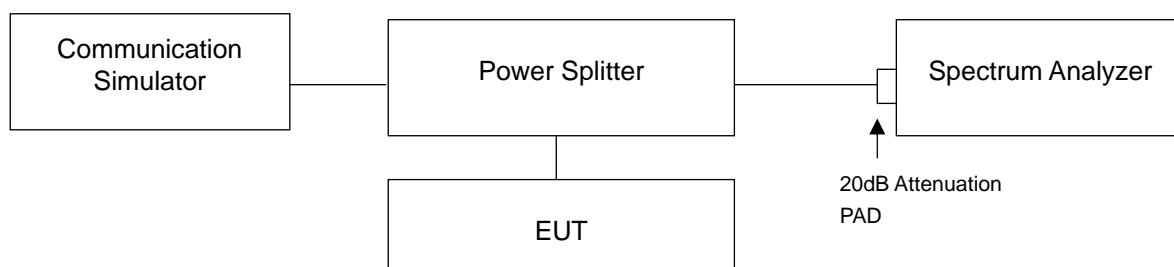 Communication
Simulator
Power Splitter
Spectrum Analyzer
20dB Attenuation
PAD
EUT